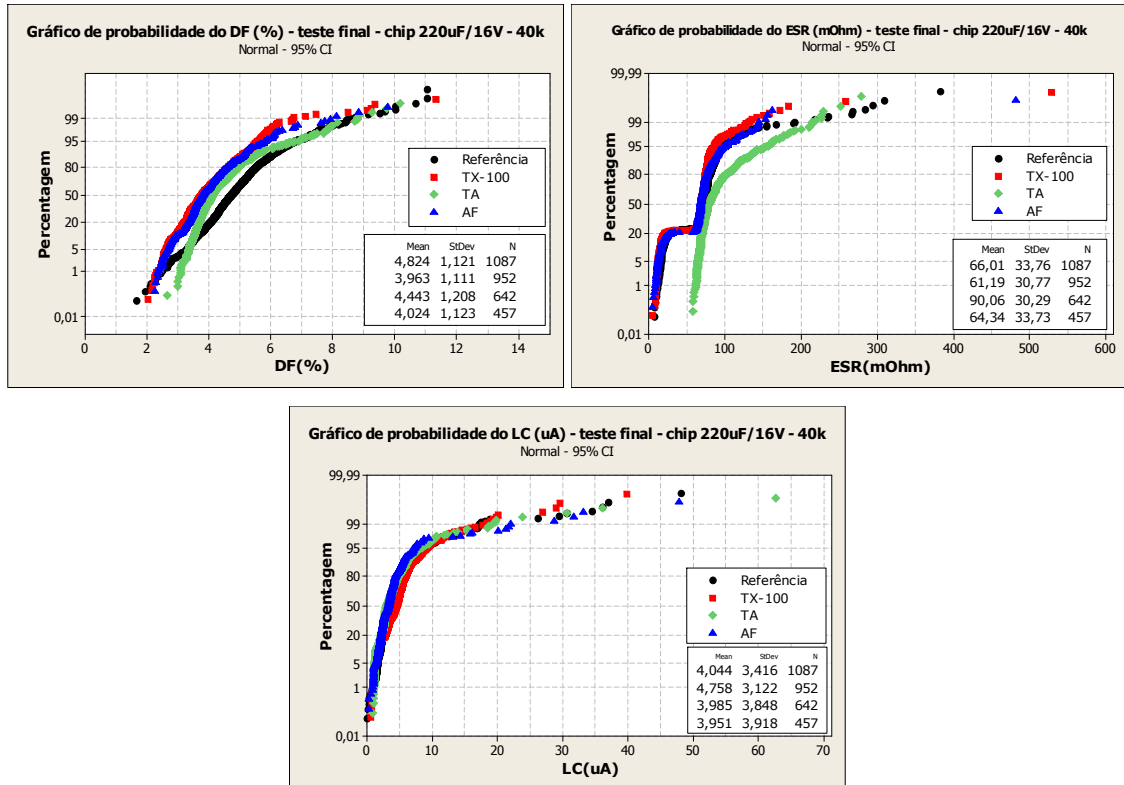 Gráfico de probabilidade do DF (%) - teste final - chip 220uF/16V - 40k
Normal - 95% CI
Percentagem
99
95
80
50
20
5
1
0,01
0 2 4 6 8 10 12 14
DF(%)
Referência
TX-100
TA
AF
Mean StDev N
4,824 1,121 1087
3,963 1,111 952
4,443 1,208 642
4,024 1,123 457
Gráfico de probabilidade do ESR (mOhm) - teste final - chip 220uF/16V - 40k
Normal - 95% CI
Percentagem
99,99
99
95
80
50
20
5
1
0,01
0 100 200 300 400 500 600
ESR(mOhm)
Referência
TX-100
TA
AF
Mean StDev N
66,01 33,76 1087
61,19 30,77 952
90,06 30,29 642
64,34 33,73 457
Gráfico de probabilidade do LC (uA) - teste final - chip 220uF/16V - 40k
Normal - 95% CI
Percentagem
99,99
99
95
80
50
20
5
1
0,01
0 10 20 30 40 50 60 70
LC(uA)
Referência
TX-100
TA
AF
Mean StDev N
4,044 3,416 1087
4,758 3,122 952
3,985 3,848 642
3,951 3,918 457